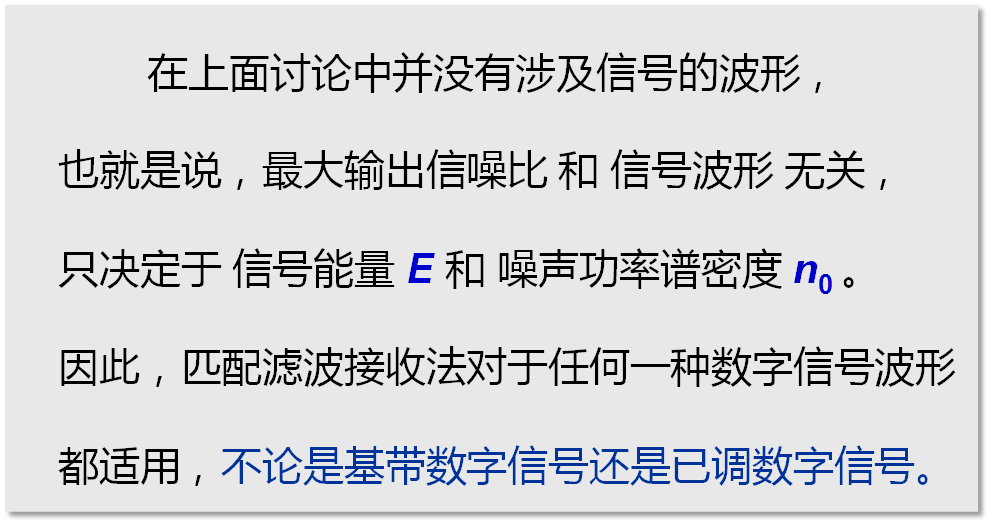 在上面讨论中并没有涉及信号的波形，
也就是说，最大输出信噪比 和 信号波形 无关，
只决定于 信号能量 E 和 噪声功率谱密度 n0 。
因此，匹配滤波接收法对于任何一种数字信号波形
都适用，不论是基带数字信号还是已调数字信号。